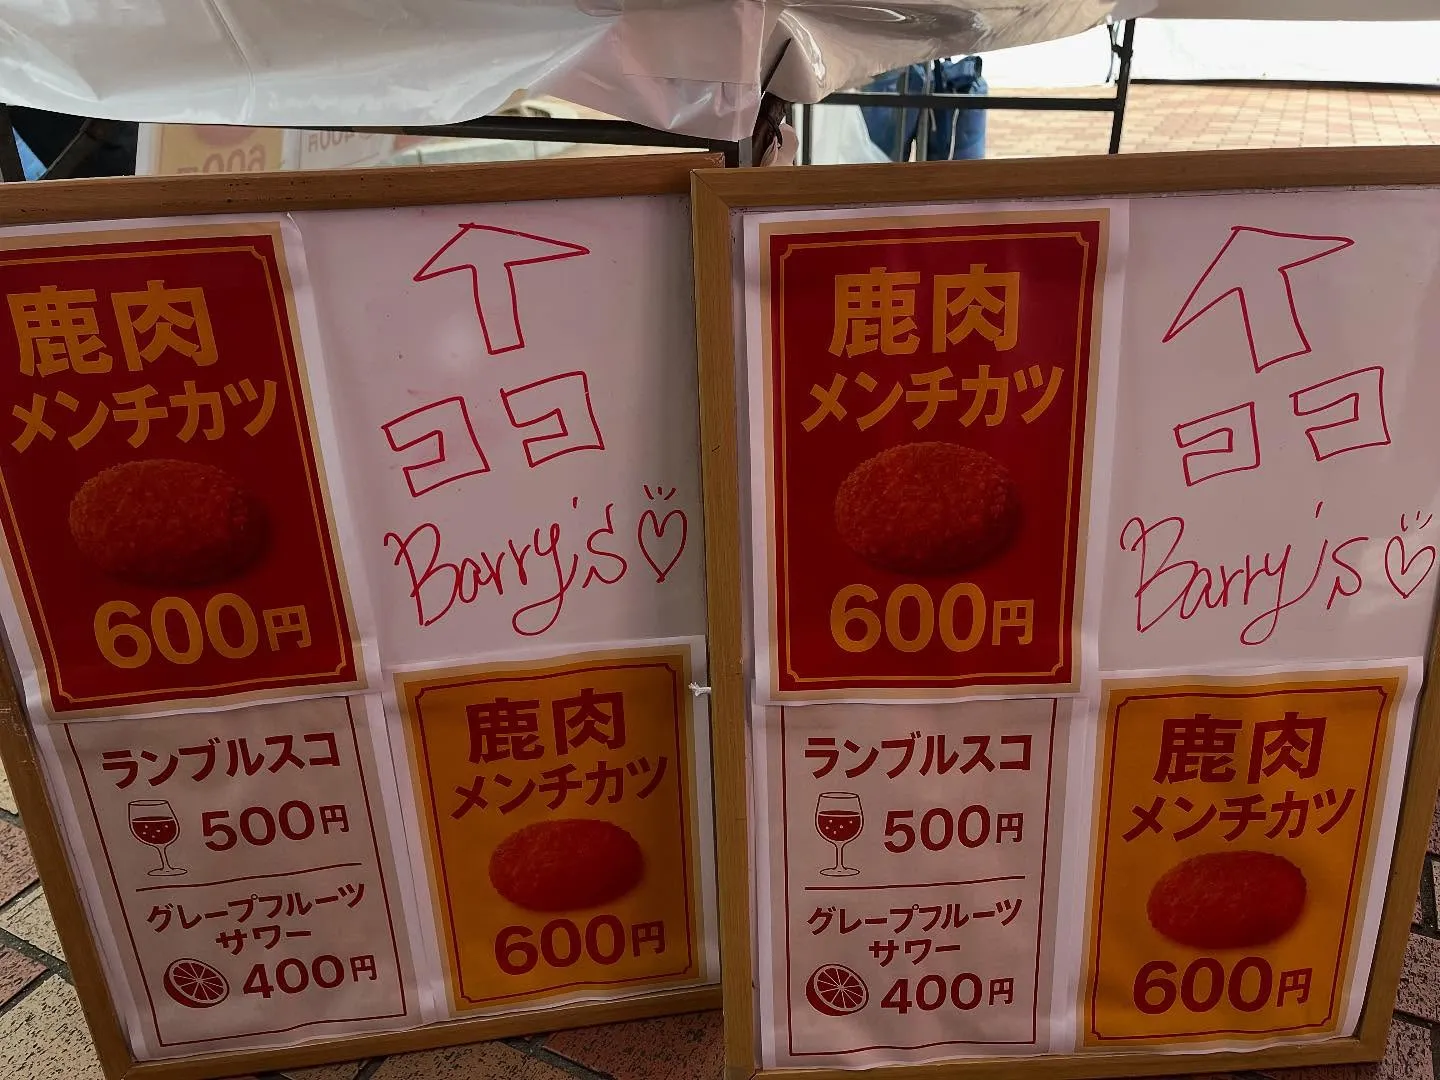 600
400円
鹿肉
メンチカツ
600円
ココ
Barry's♡
ランブルスコ
500円
グレープフルーツ
サワー
400円
鹿肉
メンチカツ
600円
鹿肉
メンチカツ
600円
ココ
Barry's♡
ランブルスコ
500円
グレープフルーツ
サワー
400円
鹿肉
メンチカツ
600円